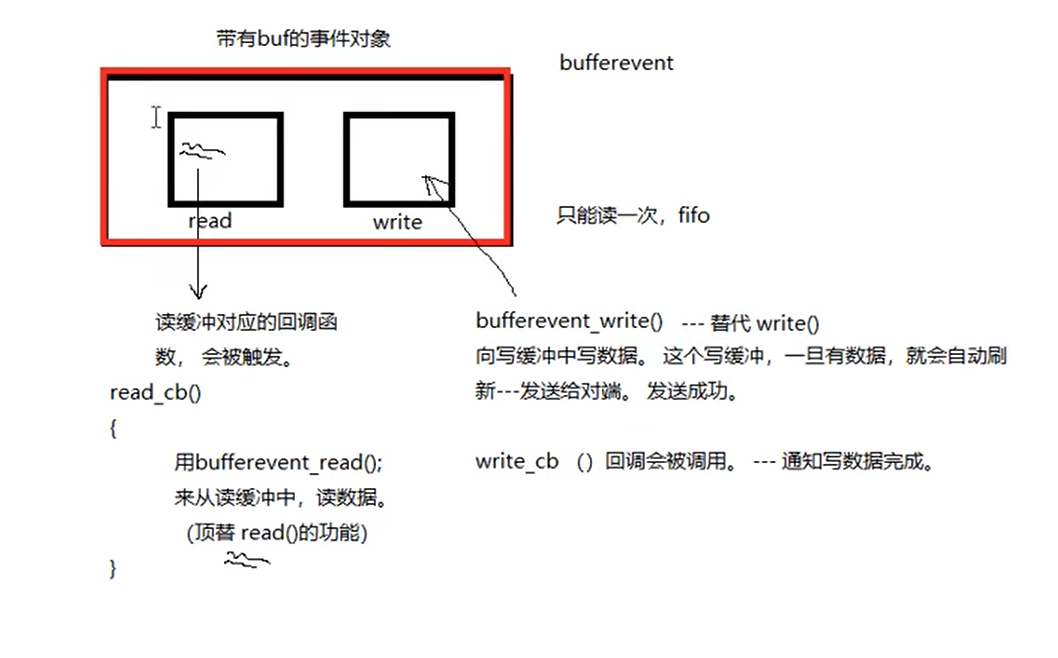 带有buf的事件对象
bufferevent
read
write
只能读一次，fifo
读缓冲对应的回调函
数， 会被触发。
read_cb()
{
用bufferevent_read();
来从读缓冲中，读数据。
（顶替 read()的功能）
}
bufferevent_write() --- 替代 write()
向写缓冲中写数据。 这个写缓冲，一旦有数据，就会自动刷
新---发送给对端。 发送成功。
write_cb （）回调会被调用。 --- 通知写数据完成。